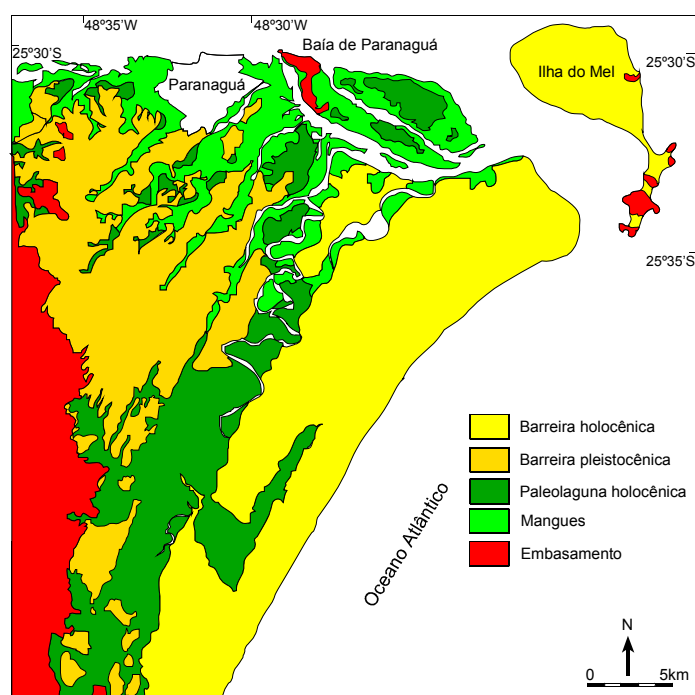 48°35'W
48°30'W
25°30'S
Baía de Paranaguá
25°30'S
Paranaguá
Ilha do Mel
25°35'S
Barreira holocênica
Barreira pleistocênica
Paleolaguna holocênica
Mangues
Embasamento
Oceano Atlântico
N
0 5km